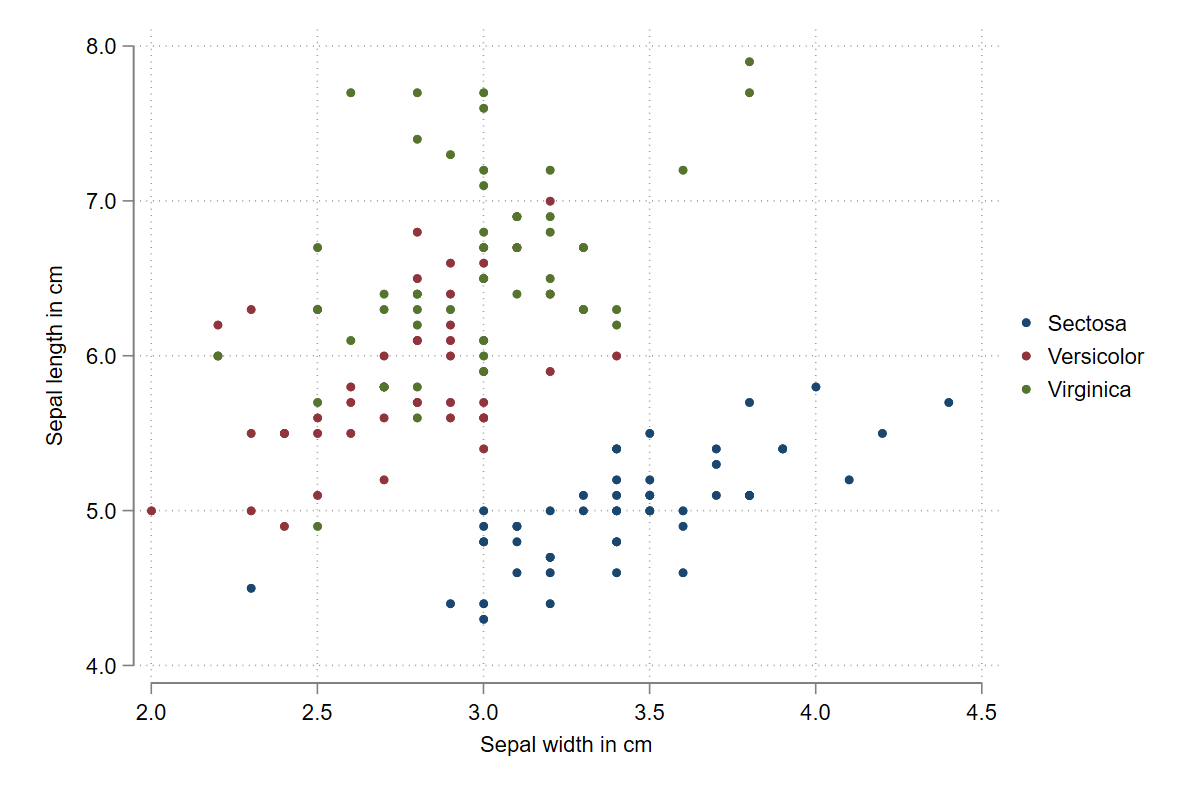 8.0
7.0
6.0
5.0
4.0
Sepal length in cm
2.0 2.5 3.0 3.5 4.0 4.5
Sepal width in cm
Sectosa
Versicolor
Virginica